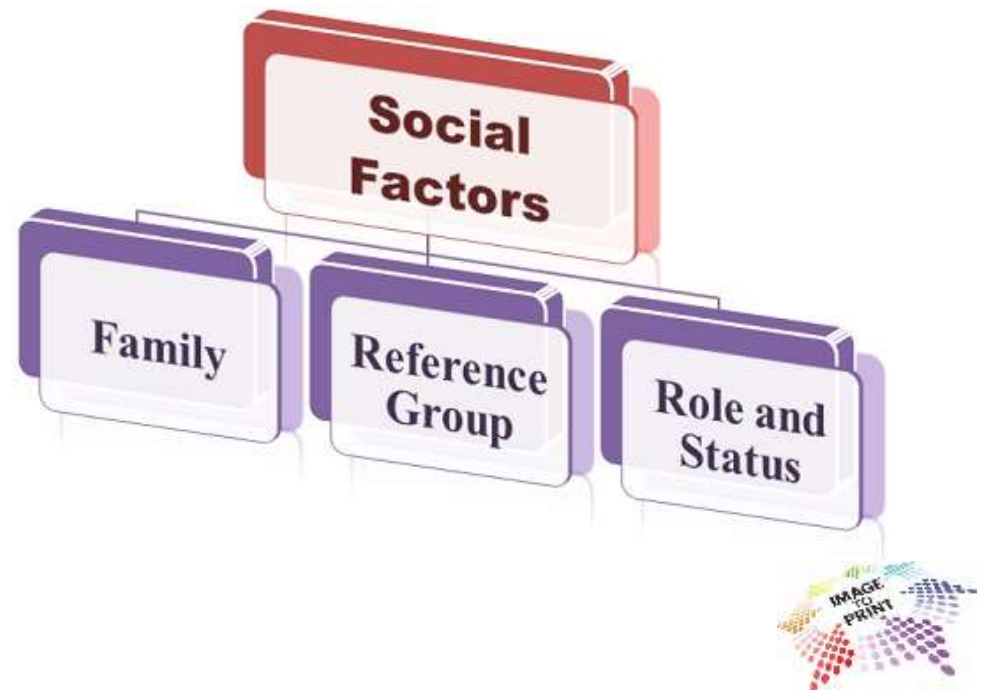 Social
Factors
Family
Reference
Group
Role and
Status
IMAGE
TO
PRINT